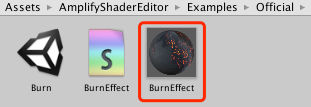 Assets ▸ AmplifyShaderEditor ▸ Examples ▸ Official ▸
S
Burn BurnEffect BurnEffect